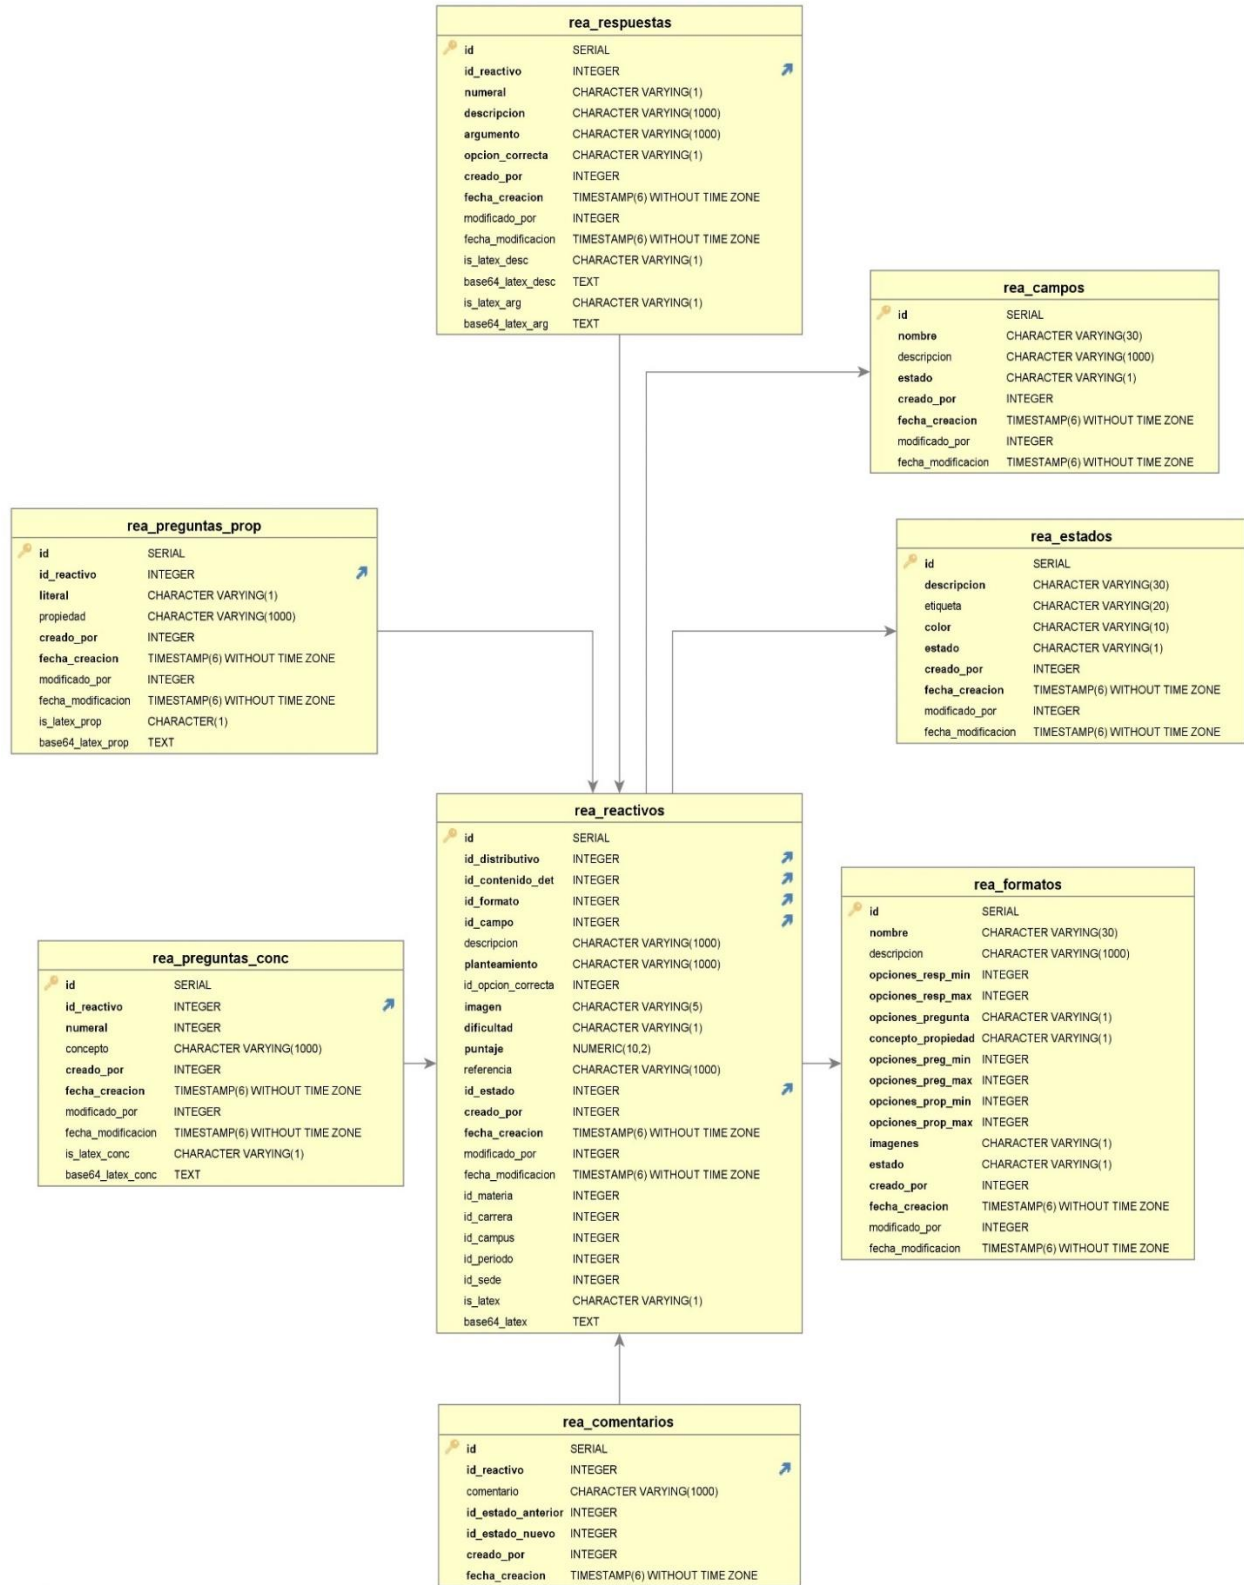 rea_respuestas
id SERIAL
id_reactivo INTEGER
numeral CHARACTER VARYING(1)
descripcion CHARACTER VARYING(1000)
argumento CHARACTER VARYING(1000)
opcion_correcta CHARACTER VARYING(1)
creado_por INTEGER
fecha_creacion TIMESTAMP(6) WITHOUT TIME ZONE
modificado_por INTEGER
fecha_modificacion TIMESTAMP(6) WITHOUT TIME ZONE
is_latex_desc CHARACTER VARYING(1)
base64_latex_desc TEXT
is_latex_arg CHARACTER VARYING(1)
base64_latex_arg TEXT
rea_campos
id SERIAL
nombre CHARACTER VARYING(30)
descripcion CHARACTER VARYING(1000)
estado CHARACTER VARYING(1)
creado_por INTEGER
fecha_creacion TIMESTAMP(6) WITHOUT TIME ZONE
modificado_por INTEGER
fecha_modificacion TIMESTAMP(6) WITHOUT TIME ZONE
rea_preguntas_prop
id SERIAL
id_reactivo INTEGER
literal CHARACTER VARYING(1)
propiedad CHARACTER VARYING(1000)
creado_por INTEGER
fecha_creacion TIMESTAMP(6) WITHOUT TIME ZONE
modificado_por INTEGER
fecha_modificacion TIMESTAMP(6) WITHOUT TIME ZONE
is_latex_prop CHARACTER(1)
base64_latex_prop TEXT
rea_estados
id SERIAL
descripcion CHARACTER VARYING(30)
etiqueta CHARACTER VARYING(20)
color CHARACTER VARYING(10)
estado CHARACTER VARYING(1)
creado_por INTEGER
fecha_creacion TIMESTAMP(6) WITHOUT TIME ZONE
modificado_por INTEGER
fecha_modificacion TIMESTAMP(6) WITHOUT TIME ZONE
rea_reactivos
id SERIAL
id_distributivo INTEGER
id_contenido_det INTEGER
id_formato INTEGER
id_campo INTEGER
descripcion CHARACTER VARYING(1000)
planteamiento CHARACTER VARYING(1000)
id_opcion_correcta INTEGER
imagen CHARACTER VARYING(5)
dificultad CHARACTER VARYING(1)
puntaje NUMERIC(10,2)
referencia CHARACTER VARYING(1000)
id_estado INTEGER
creado_por INTEGER
fecha_creacion TIMESTAMP(6) WITHOUT TIME ZONE
modificado_por INTEGER
fecha_modificacion TIMESTAMP(6) WITHOUT TIME ZONE
id_materia INTEGER
id_carrera INTEGER
id_campus INTEGER
id_periodo INTEGER
id_sede INTEGER
is_latex CHARACTER VARYING(1)
base64_latex TEXT
rea_formatos
id SERIAL
nombre CHARACTER VARYING(30)
descripcion CHARACTER VARYING(1000)
opciones_resp_min INTEGER
opciones_resp_max INTEGER
opciones_pregunta CHARACTER VARYING(1)
concepto_propiedad CHARACTER VARYING(1)
opciones_preg_min INTEGER
opciones_preg_max INTEGER
opciones_prop_min INTEGER
opciones_prop_max INTEGER
imagenes CHARACTER VARYING(1)
estado CHARACTER VARYING(1)
creado_por INTEGER
fecha_creacion TIMESTAMP(6) WITHOUT TIME ZONE
modificado_por INTEGER
fecha_modificacion TIMESTAMP(6) WITHOUT TIME ZONE
rea_preguntas_conc
id SERIAL
id_reactivo INTEGER
numeral INTEGER
concepto CHARACTER VARYING(1000)
creado_por INTEGER
fecha_creacion TIMESTAMP(6) WITHOUT TIME ZONE
modificado_por INTEGER
fecha_modificacion TIMESTAMP(6) WITHOUT TIME ZONE
is_latex_conc CHARACTER VARYING(1)
base64_latex_conc TEXT
rea_comentarios
id SERIAL
id_reactivo INTEGER
comentario CHARACTER VARYING(1000)
id_estado_anterior INTEGER
id_estado_nuevo INTEGER
creado_por INTEGER
fecha_creacion TIMESTAMP(6) WITHOUT TIME ZONE